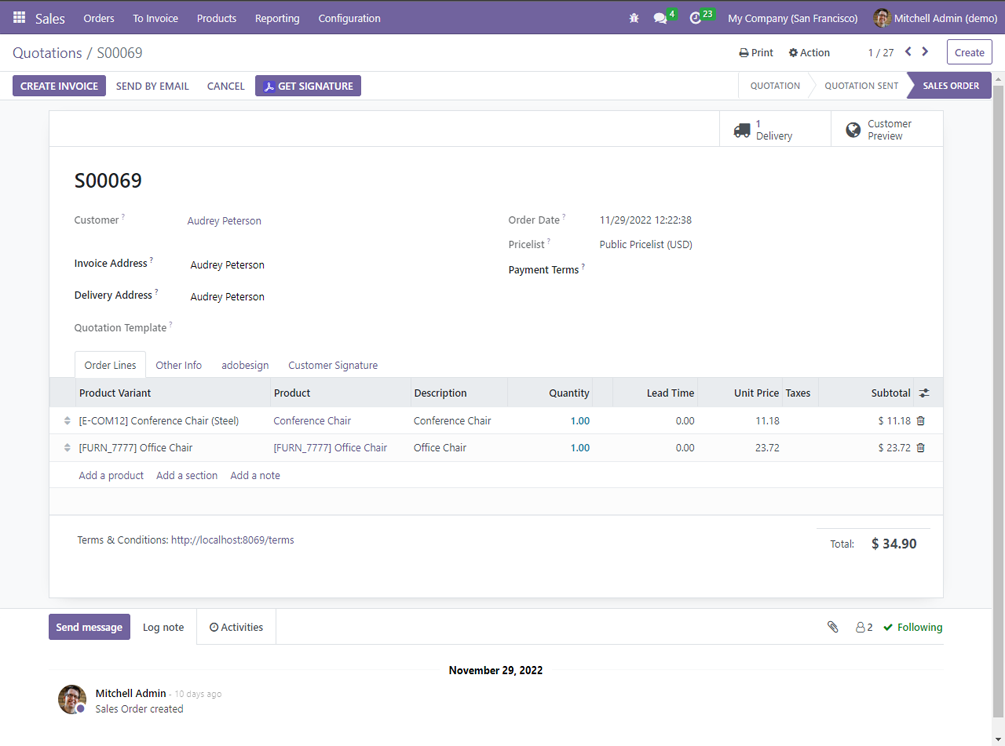 Sales Orders To Invoice Products Reporting Configuration 4 23 My Company (San Francisco) Mitchell Admin (demo)
Quotations / S00069 Print Action 1 / 27 Create
CREATE INVOICE SEND BY EMAIL CANCEL GET SIGNATURE QUOTATION QUOTATION SENT SALES ORDER
1
Delivery
Customer
Preview
S00069
Customer ? Audrey Peterson Order Date ? 11/29/2022 12:22:38
Pricelist ? Public Pricelist (USD)
Invoice Address ? Audrey Peterson Payment Terms ?
Delivery Address ? Audrey Peterson
Quotation Template ?
Order Lines Other Info adobesign Customer Signature
Product Variant Product Description Quantity Lead Time Unit Price Taxes Subtotal
[E-COM12] Conference Chair (Steel) Conference Chair Conference Chair 1.00 0.00 11.18 $ 11.18
[FURN_7777] Office Chair [FURN_7777] Office Chair Office Chair 1.00 0.00 23.72 $ 23.72
Add a product Add a section Add a note
Terms & Conditions: http://localhost:8069/terms Total: $ 34.90
Send message Log note Activities 2 Following
November 29, 2022
Mitchell Admin - 10 days ago
Sales Order created